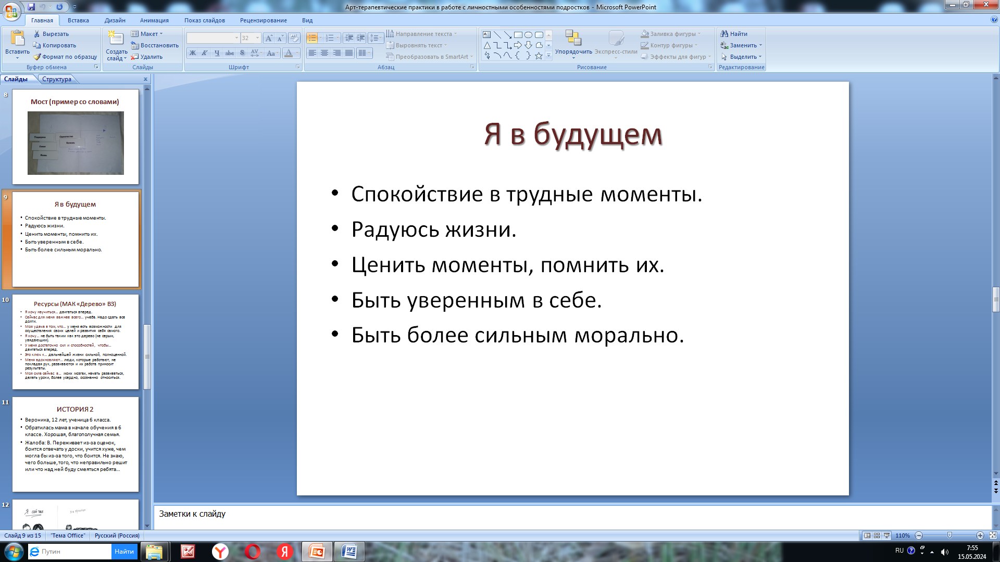 Арт-терапевтические практики в работе с личностными особенностями подростков - Microsoft PowerPoint
Главная Вставка Дизайн Анимация Показ слайдов Рецензирование Вид
Вставить
Вырезать
Копировать
Формат по образцу
Буфер обмена
Создать слайд
Макет
Восстановить
Удалить
Слайды
32
Ж К Ч abc S AV Aa A
Шрифт
Направление текста
Выровнять текст
Преобразовать в SmartArt
Абзац
Упорядочить
Экспресс-стили
Заливка фигуры
Контур фигуры
Эффекты для фигур
Рисование
Найти
Заменить
Выделить
Редактирование
Слайды Структура
8
Мост (пример со словами)
Поддержка
Одиночество
Болезнь
Семья
Жизнь
9
Я в будущем
Спокойствие в трудные моменты.
Радуюсь жизни.
Ценить моменты, помнить их.
Быть уверенным в себе.
Быть более сильным морально.
10
Ресурсы (МАК «Дерево» ВЗ)
Я хочу научиться... двигаться вперед.
Сейчас для меня важнее всего... учеба. Надо сдать все
долги.
Моя удача в том, что... у меня есть возможности для
осуществления своих целей и развития себя самого.
Я хочу... не быть таким как это дерево (не серым,
увядающим).
У меня достаточно сил и способностей, чтобы...
двигаться вперед.
Это ключ к... дальнейшей жизни сильной, полноценной.
Меня вдохновляют... люди, которые работают, не
покладая рук, развиваются и их работа приносит
результаты.
Моя сила сейчас в... моих мозгах, начать развиваться,
делать уроки, более усердно, осознанно относиться.
11
ИСТОРИЯ 2
Вероника, 12 лет, ученица 6 класса.
Обратилась мама в начале обучения в 6
классе. Хорошая, благополучная семья.
Жалоба: В. Переживает из-за оценок,
боится отвечать у доски, учится хуже, чем
могла бы из-за того, что боится. Не знаю,
чего больше, того, что неправильно решит
или что над ней буду смеяться ребята...
12
Я сейчас
Я в будущем
Спокойствие в трудные моменты.
Радуюсь жизни.
Ценить моменты, помнить их.
Быть уверенным в себе.
Быть более сильным морально.
Заметки к слайду
Слайд 9 из 15 "Тема Office" Русский (Россия)
110%
Путин Найти
RU
7:55
15.05.2024